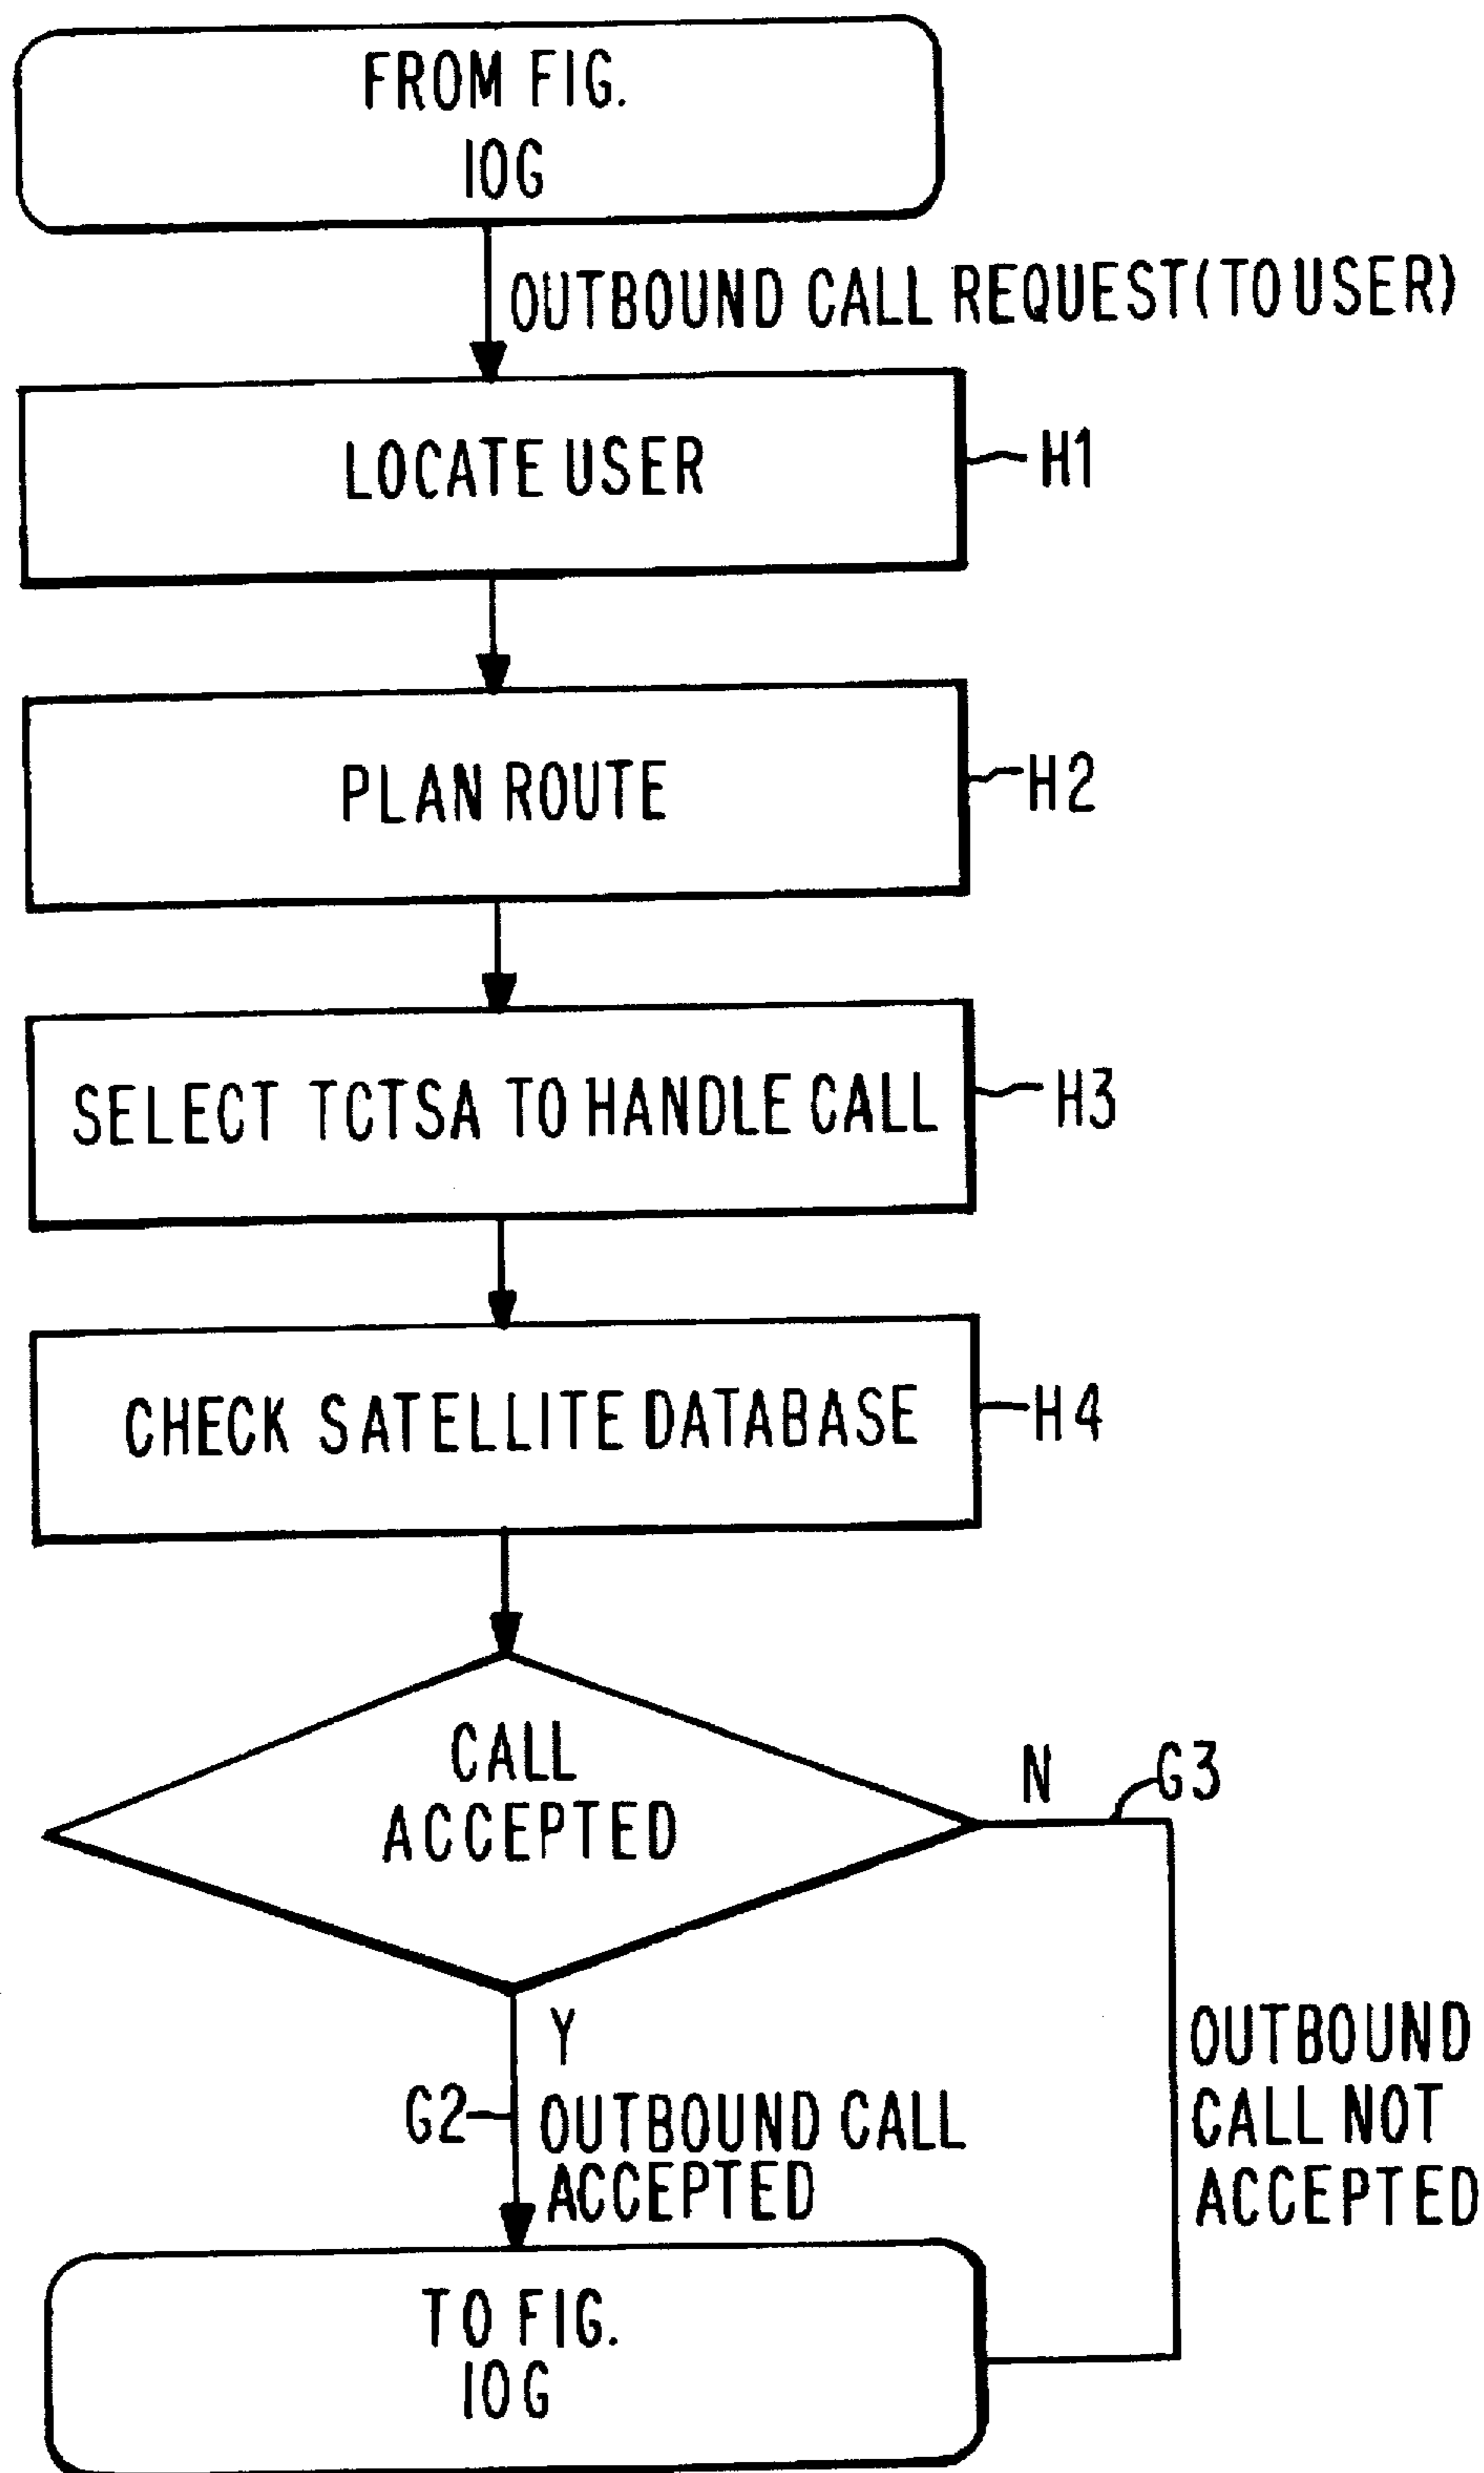 FROM FIG.
10G
OUTBOUND CALL REQUEST(TO USER)
LOCATE USER
H1
PLAN ROUTE
H2
SELECT TCTSA TO HANDLE CALL
H3
CHECK SATELLITE DATABASE
H4
CALL
ACCEPTED
N
G3
Y
G2
OUTBOUND CALL
ACCEPTED
OUTBOUND
CALL NOT
ACCEPTED
TO FIG.
10G